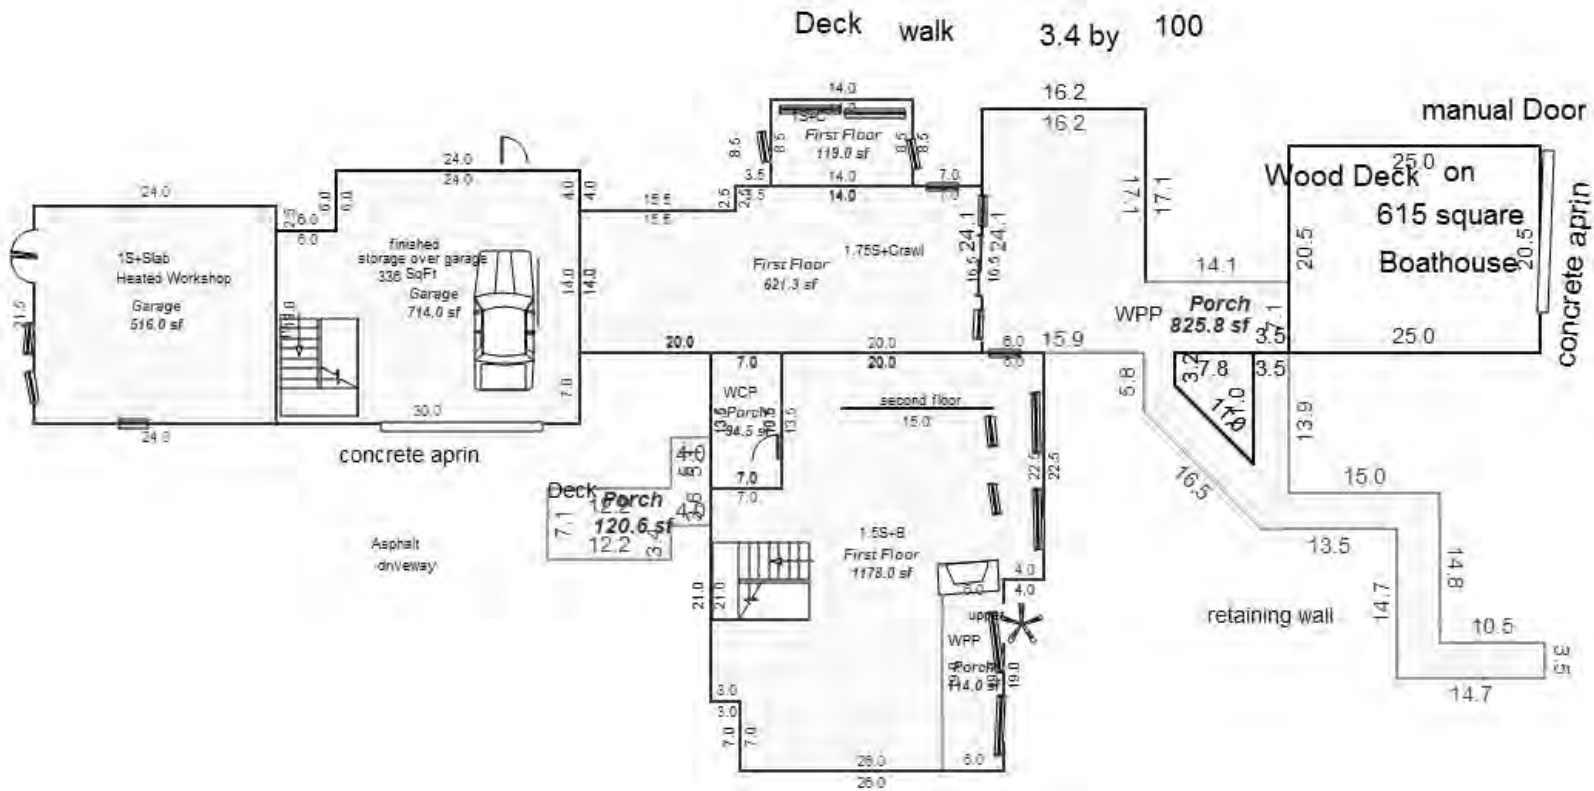 Deck walk 3.4 by 100
14.0
1S+C
First Floor
119.0 sf
8.5
8.5
8.5
8.5
3.5
14.0
14.0
7.0
16.2
16.2
manual Door
25.0
Wood Deck on
615 square
Boathouse
20.5
20.5
concrete aprin
25.0
24.0
24.0
24.0
6.0
6.0
2.5
6.0
6.0
4.0
4.0
15.5
2.5
2.5
1S+Slab
Heated Workshop
Garage
516.0 sf
21.5
24.0
finished
storage over garage
336 SqFt
Garage
714.0 sf
14.0
14.0
7.0
30.0
concrete aprin
First Floor
621.3 sf
1.75S+Crawl
16.5
24.1
16.5
24.1
17.1
17.1
14.1
WPP
Porch
825.8 sf
3.5
3.5
20.0
20.0
20.0
15.9
5.8
3.2
7.8
11.0
13.9
16.5
15.0
13.5
14.8
14.7
10.5
3.5
14.7
retaining wall
7.0
WCP
Porch
94.5 sf
13.5
13.5
7.0
7.0
second floor
15.0
22.5
22.5
Deck
Porch
120.6 sf
4.0
4.0
12.2
12.2
7.1
3.4
Asphalt
driveway
1.5S+B
First Floor
1178.0 sf
21.0
21.0
4.0
4.0
6.0
upper
WPP
Porch
114.0 sf
19.0
3.0
3.0
7.0
7.0
26.0
26.0
6.0